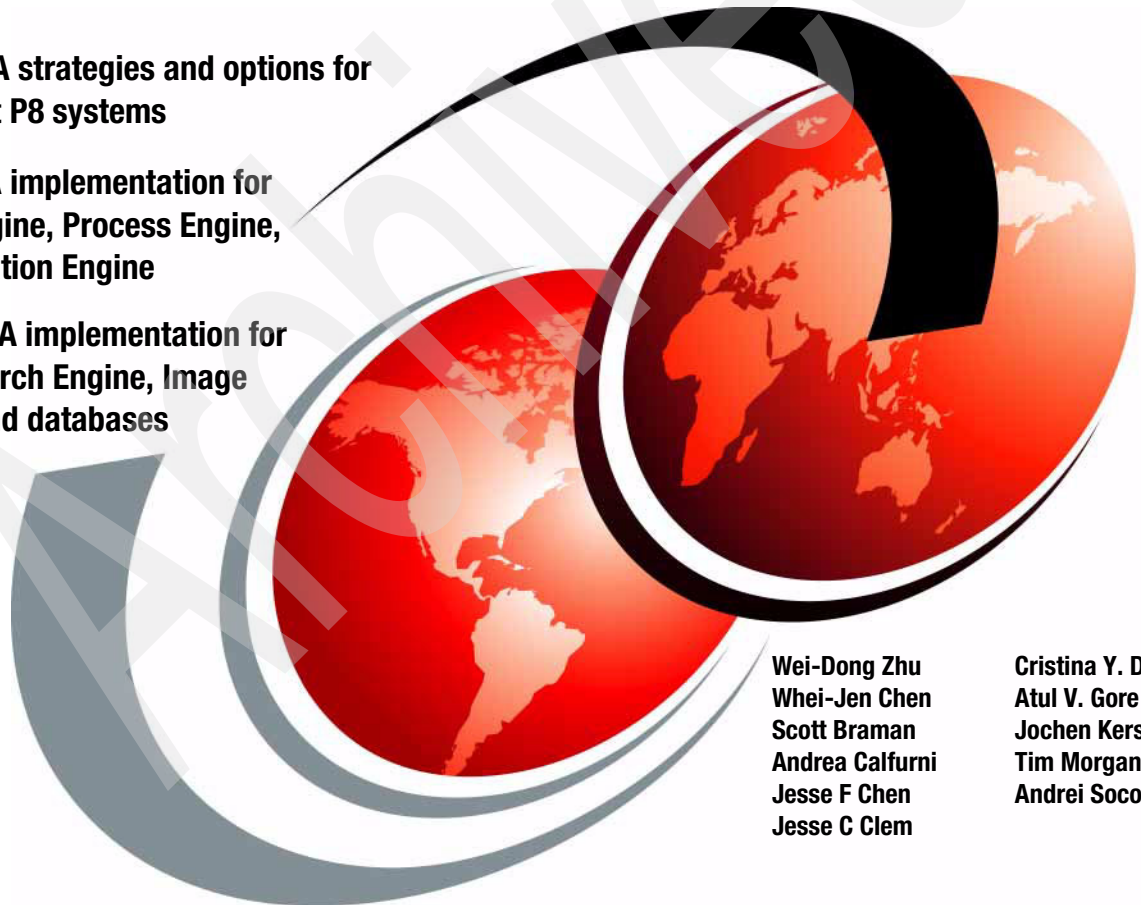 A strategies and options for
P8 systems
A implementation for
gine, Process Engine,
tion Engine
A implementation for
rch Engine, Image
d databases
Wei-Dong Zhu
Whei-Jen Chen
Scott Braman
Andrea Calfurni
Jesse F Chen
Jesse C Clem
Cristina Y. D
Atul V. Gore
Jochen Kers
Tim Morgan
Andrei Soco
Archive